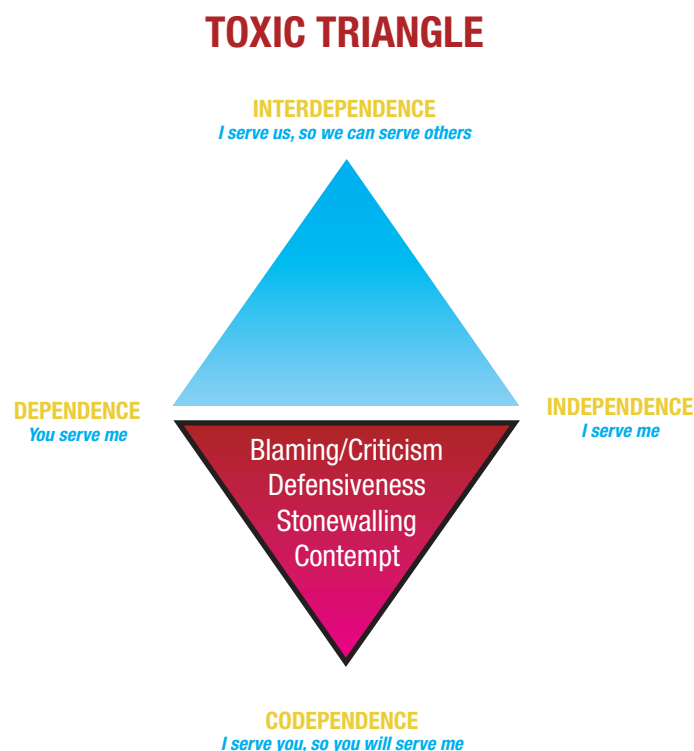 TOXIC TRIANGLE
INTERDEPENDENCE
I serve us, so we can serve others
DEPENDENCE
You serve me
INDEPENDENCE
I serve me
Blaming/Criticism
Defensiveness
Stonewalling
Contempt
CODEPENDENCE
I serve you, so you will serve me